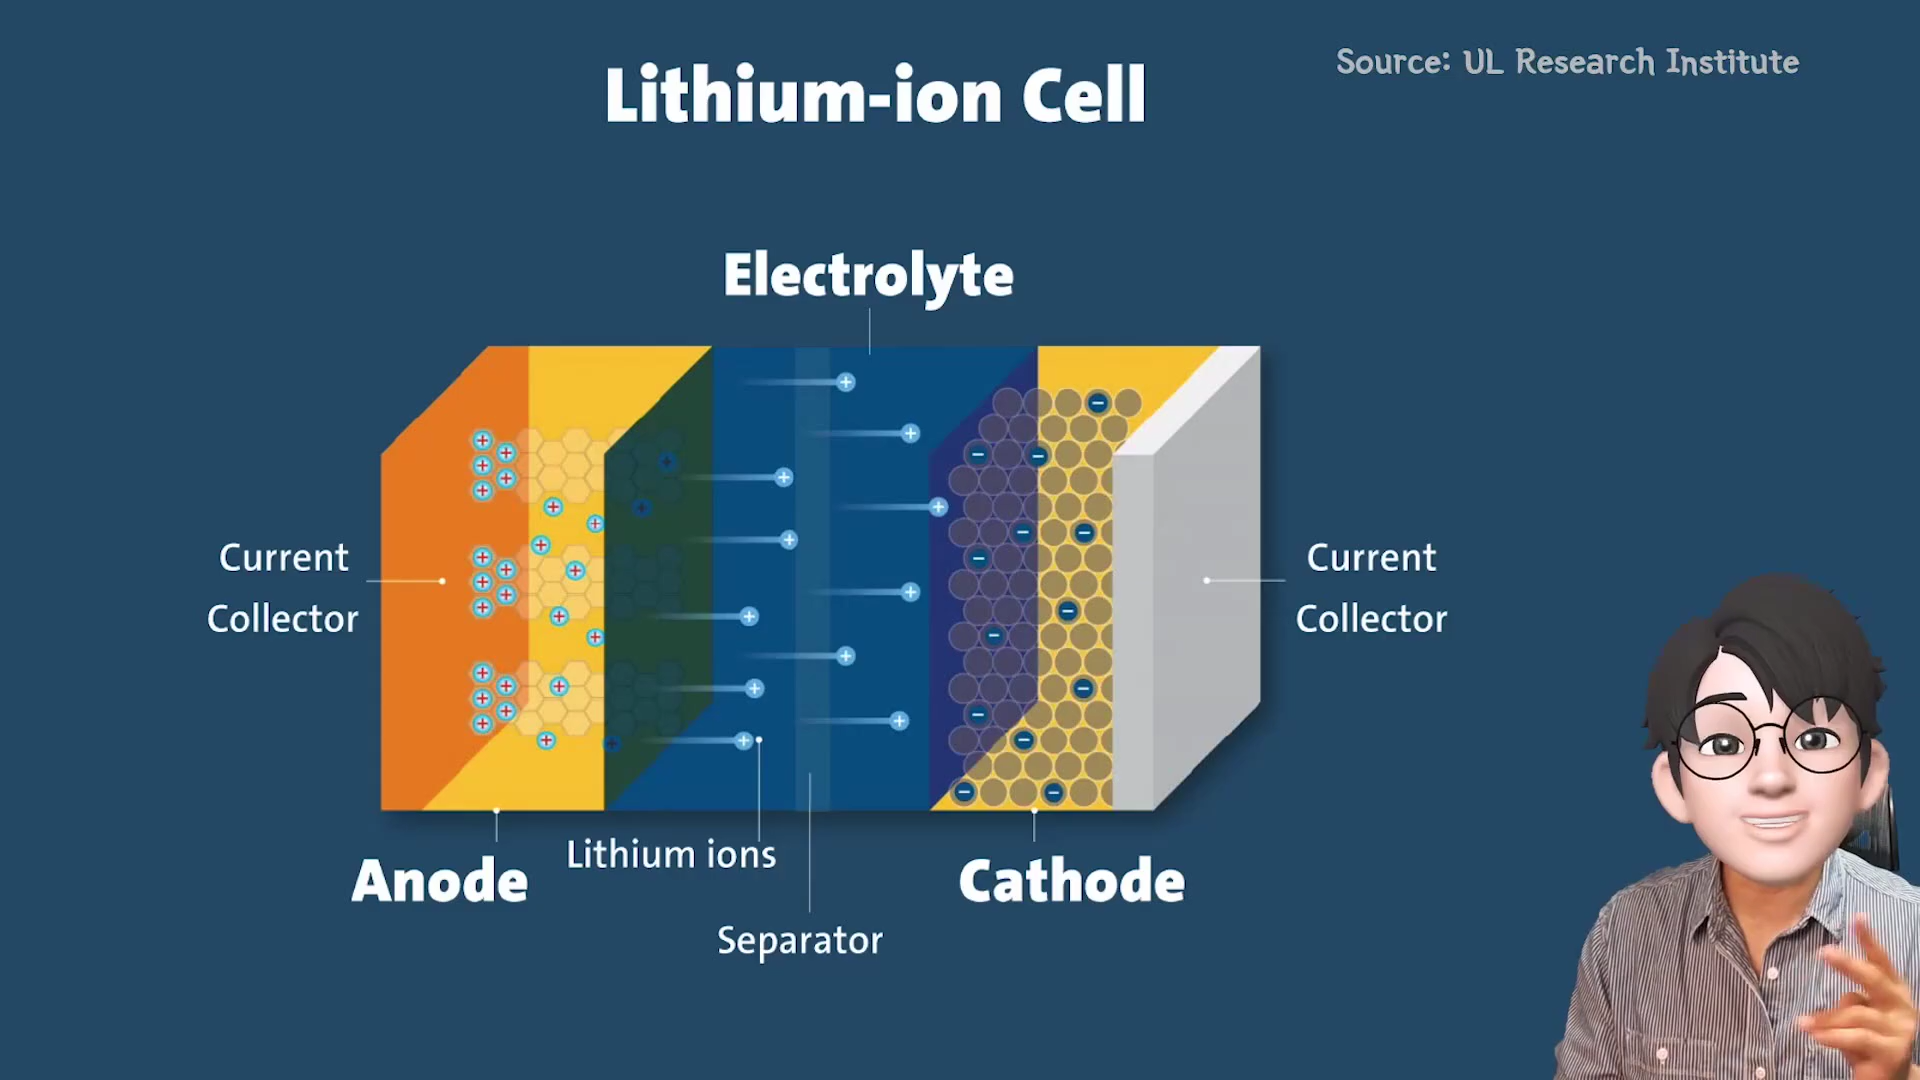 Source: UL Research Institute
Lithium-ion Cell
Electrolyte
Current
Collector
Current
Collector
Lithium ions
Anode
Cathode
Separator